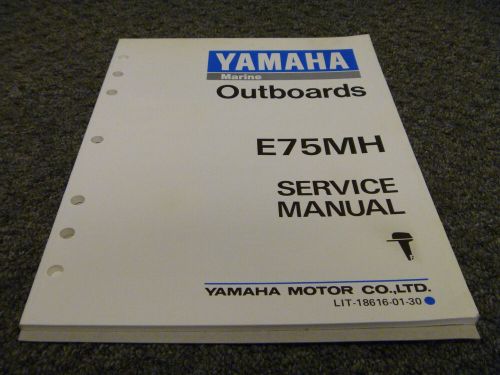 YAMAHA
Marine
Outboards
E75MH
SERVICE
MANUAL
YAMAHA MOTOR CO.,LTD.
LIT-18616-01-30